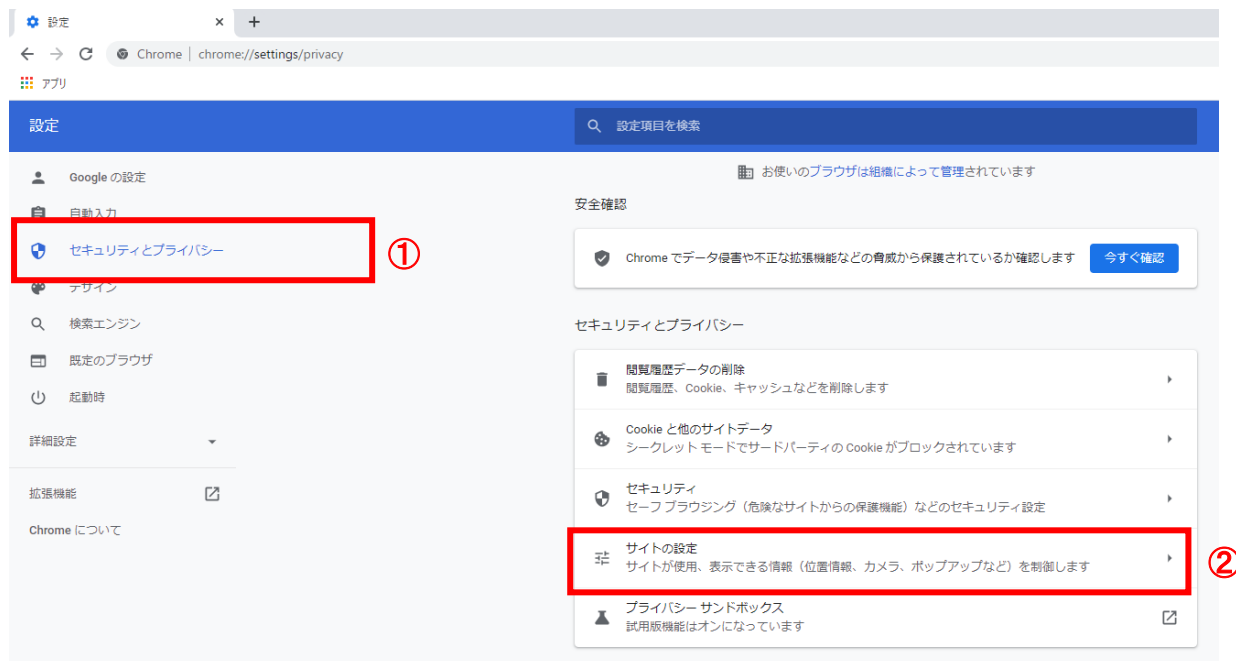 設定
Chrome | chrome://settings/privacy
アプリ
設定
設定項目を検索
Google の設定
自動入力
セキュリティとプライバシー
①
デザイン
検索エンジン
既定のブラウザ
起動時
詳細設定
拡張機能
Chrome について
お使いのブラウザは組織によって管理されています
安全確認
Chrome でデータ侵害や不正な拡張機能などの脅威から保護されているか確認します
今すぐ確認
セキュリティとプライバシー
閲覧履歴データの削除
閲覧履歴、Cookie、キャッシュなどを削除します
Cookie と他のサイトデータ
シークレット モードでサードパーティの Cookie がブロックされています
セキュリティ
セーフ ブラウジング（危険なサイトからの保護機能）などのセキュリティ設定
サイトの設定
サイトが使用、表示できる情報（位置情報、カメラ、ポップアップなど）を制御します
②
プライバシー サンドボックス
試用版機能はオンになっています